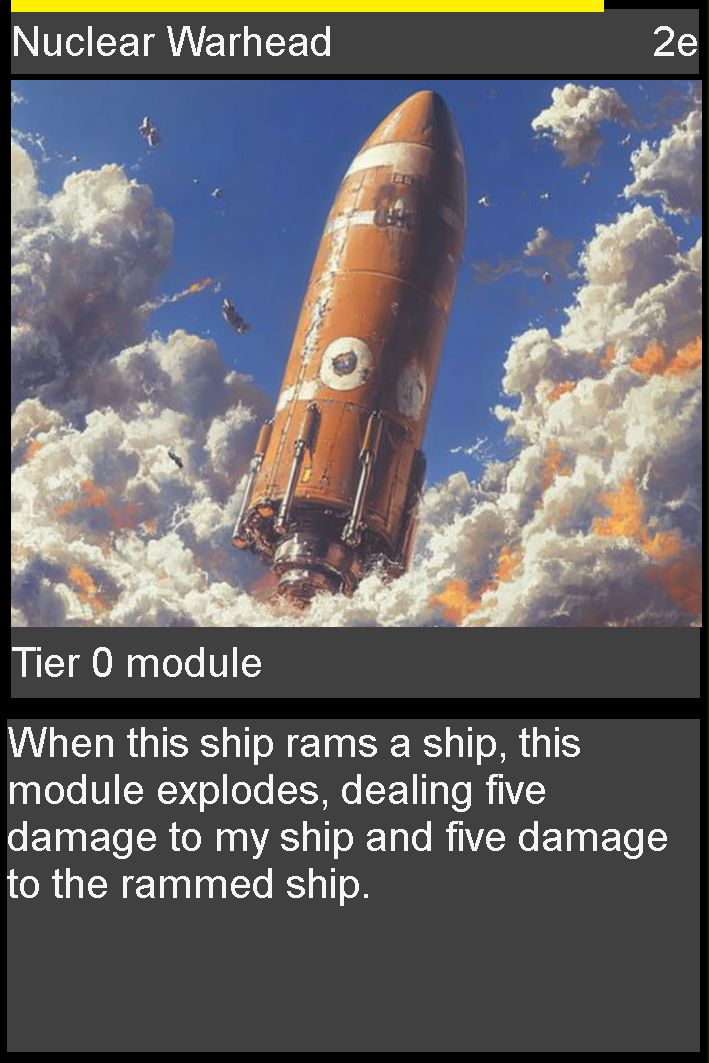 Nuclear Warhead 2e
Tier 0 module
When this ship rams a ship, this
module explodes, dealing five
damage to my ship and five damage
to the rammed ship.